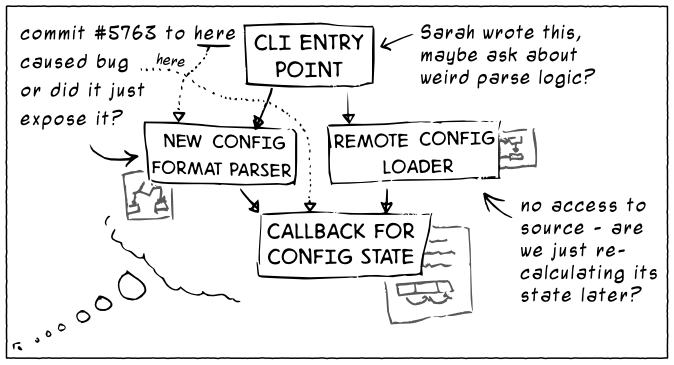 commit #5763 to here
caused bug
here
or did it just
expose it?
CLI ENTRY
POINT
Sarah wrote this,
maybe ask about
weird parse logic?
NEW CONFIG
FORMAT PARSER
REMOTE CONFIG
LOADER
CALLBACK FOR
CONFIG STATE
no access to
source - are
we just re-
calculating its
state later?